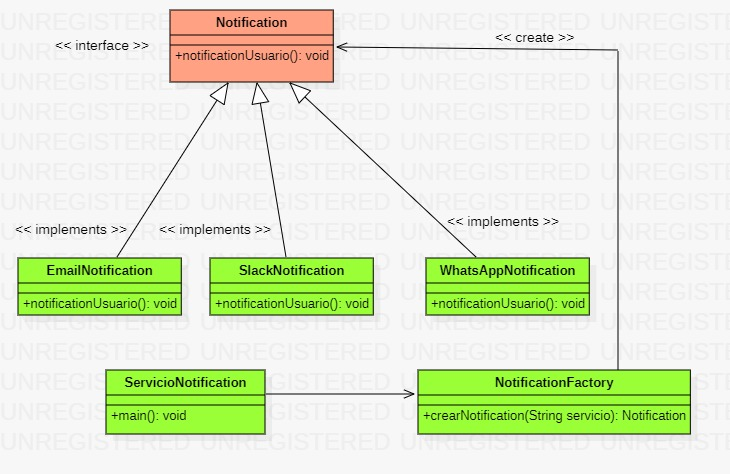 Notification
<< interface >>
+notificationUsuario(): void
<< create >>
<< implements >>
<< implements >>
<< implements >>
EmailNotification
+notificationUsuario(): void
SlackNotification
+notificationUsuario(): void
WhatsAppNotification
+notificationUsuario(): void
ServicioNotification
+main(): void
NotificationFactory
+crearNotification(String servicio): Notification
UNREGISTERED